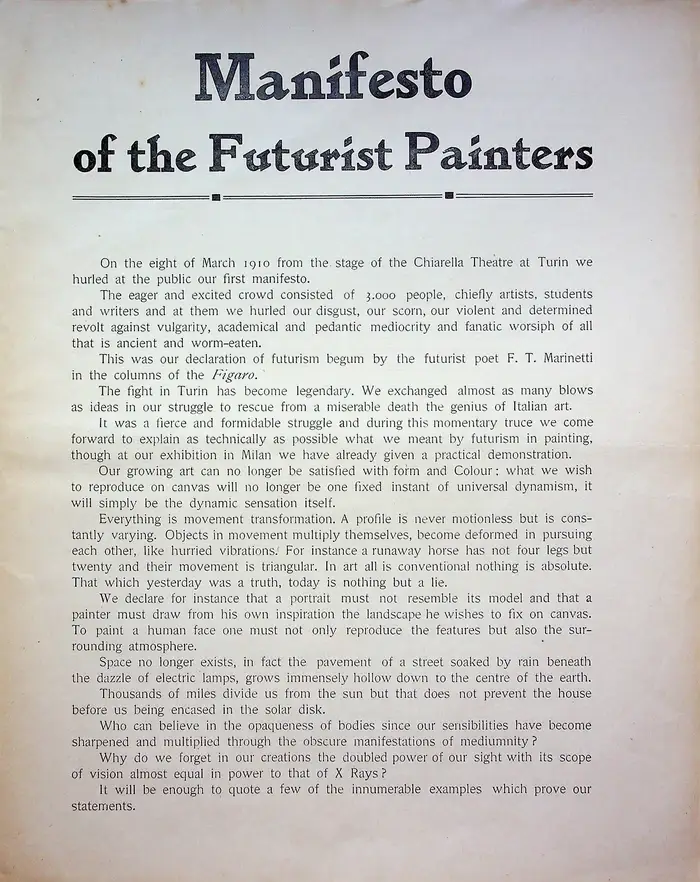 Manifesto
of the Futurist Painters
On the eight of March 1910 from the stage of the Chiarella Theatre at Turin we
hurled at the public our first manifesto.
The eager and excited crowd consisted of 3.000 people, chiefly artists, students
and writers and at them we hurled our disgust, our scorn, our violent and determined
revolt against vulgarity, academical and pedantic mediocrity and fanatic worsiph of all
that is ancient and worm-eaten.
This was our declaration of futurism begum by the futurist poet F. T. Marinetti
in the columns of the Figaro.
The fight in Turin has become legendary. We exchanged almost as many blows
as ideas in our struggle to rescue from a miserable death the genius of Italian art.
It was a fierce and formidable struggle and during this momentary truce we come
forward to explain as technically as possible what we meant by futurism in painting,
though at our exhibition in Milan we have already given a practical demonstration.
Our growing art can no longer be satisfied with form and Colour: what we wish
to reproduce on canvas will no longer be one fixed instant of universal dynamism, it
will simply be the dynamic sensation itself.
Everything is movement transformation. A profile is never motionless but is cons-
tantly varying. Objects in movement multiply themselves, become deformed in pursuing
each other, like hurried vibrations. For instance a runaway horse has not four legs but
twenty and their movement is triangular. In art all is conventional nothing is absolute.
That which yesterday was a truth, today is nothing but a lie.
We declare for instance that a portrait must not resemble its model and that a
painter must draw from his own inspiration the landscape he wishes to fix on canvas.
To paint a human face one must not only reproduce the features but also the sur-
rounding atmosphere.
Space no longer exists, in fact the pavement of a street soaked by rain beneath
the dazzle of electric lamps, grows immensely hollow down to the centre of the earth.
Thousands of miles divide us from the sun but that does not prevent the house
before us being encased in the solar disk.
Who can believe in the opaqueness of bodies since our sensibilities have become
sharpened and multiplied through the obscure manifestations of mediumnity?
Why do we forget in our creations the doubled power of our sight with its scope
of vision almost equal in power to that of X Rays?
It will be enough to quote a few of the innumerable examples which prove our
statements.